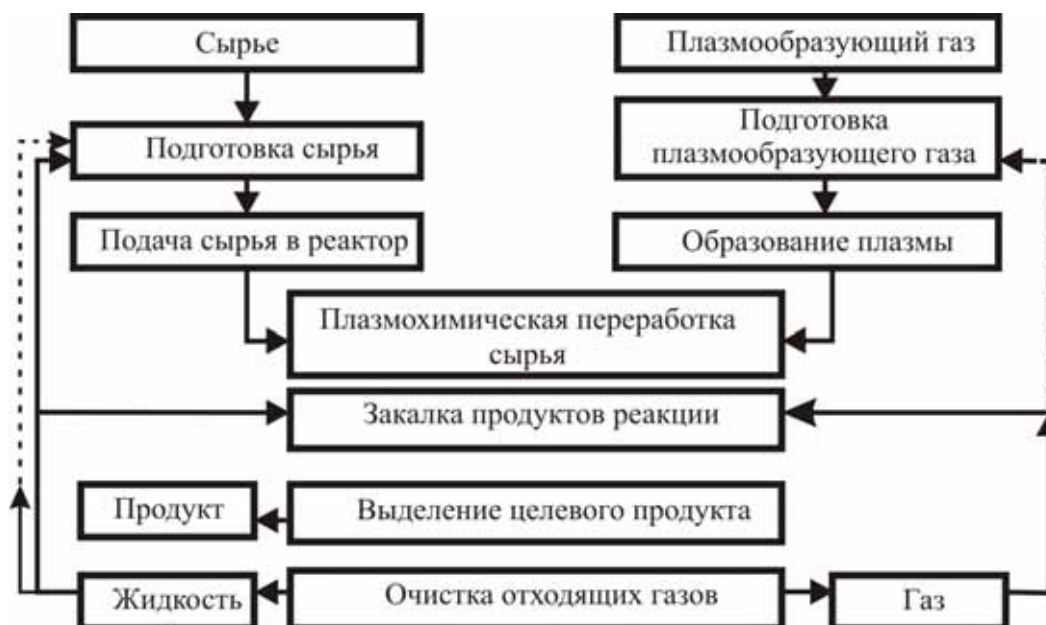 Сырье
Плазмообразующий газ
Подготовка сырья
Подготовка
плазмообразующего газа
Подача сырья в реактор
Образование плазмы
Плазмохимическая переработка
сырья
Закалка продуктов реакции
Продукт
Выделение целевого продукта
Жидкость
Очистка отходящих газов
Газ